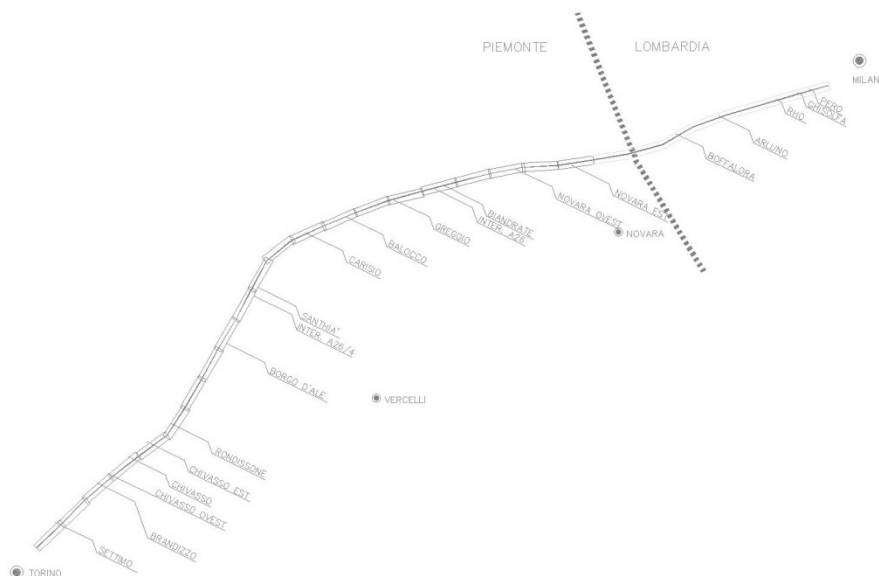 PIEMONTE
LOMBARDIA
MILAN
PERO
GHISOLFA
RHO
ARLUNO
BOFFALORA
NOVARA EST
NOVARA OVEST
NOVARA
BIANDRATE
INTER. A26
GREGGIO
BALOCCO
CARISIO
SANTHIA'
INTER. A26/4
BORGO D'ALE
VERCELLI
RONDISSONE
CHIVASSO EST
CHIVASSO
CHIVASSO OVEST
BRANDIZZO
SETTIMO
TORINO